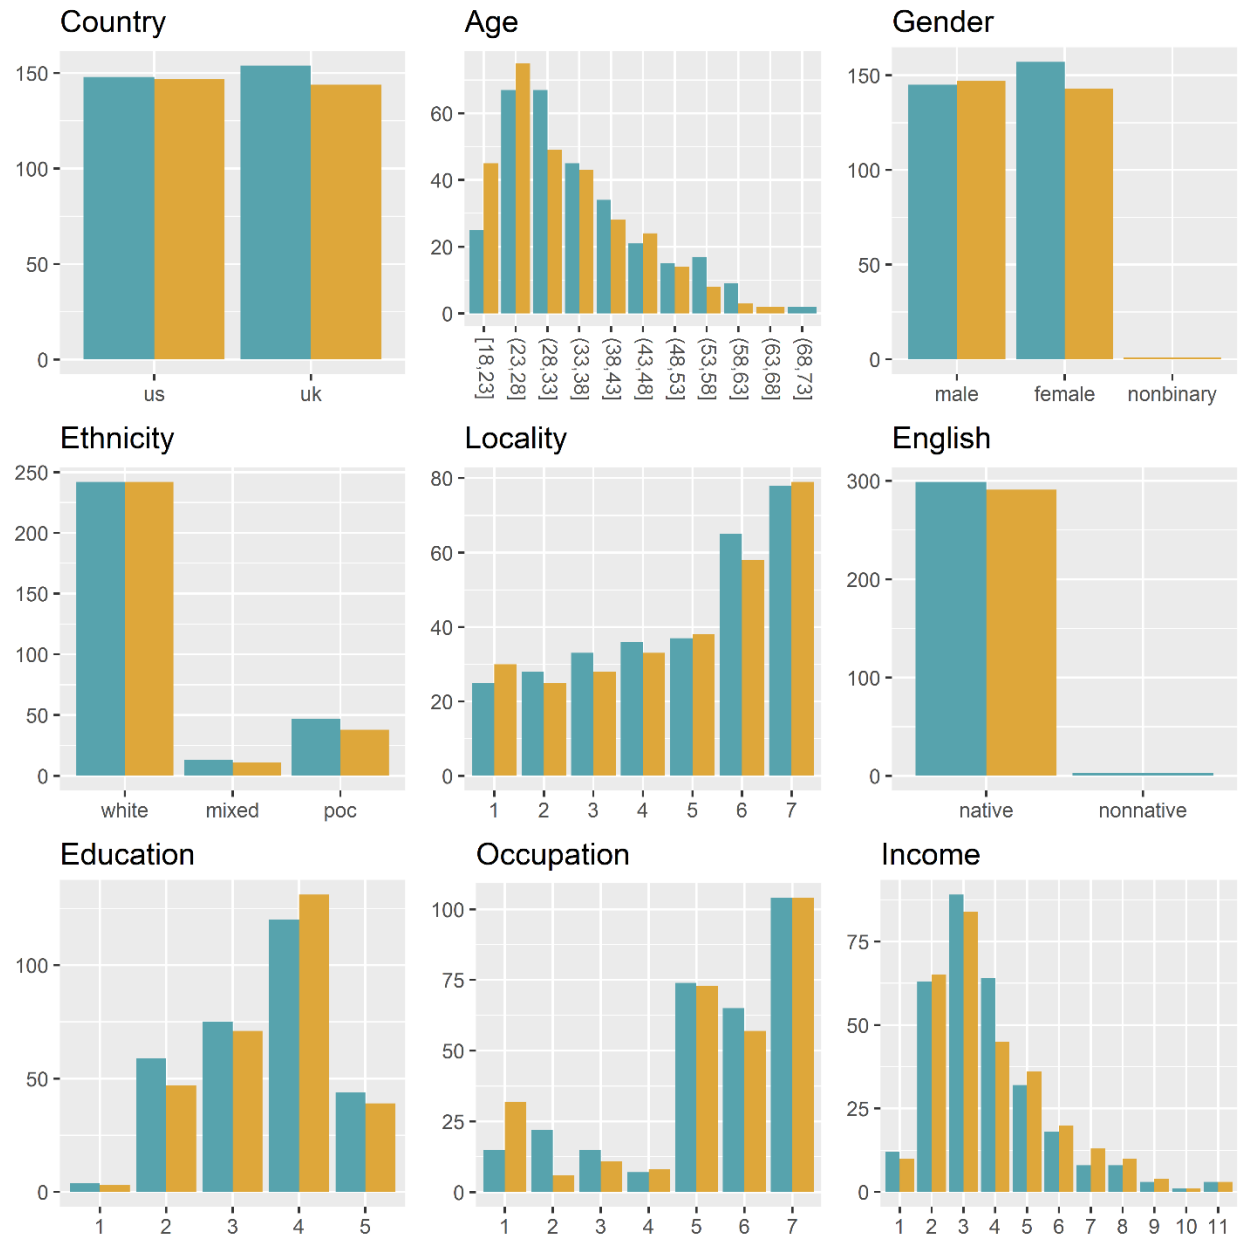 Country
150
100
50
0
us uk
Age
60
40
20
0
[18,23] (23,28] (28,33] (33,38] (38,43] (43,48] (48,53] (53,58] (58,63] (63,68] (68,73]
Gender
150
100
50
0
male female nonbinary
Ethnicity
250
200
150
100
50
0
white mixed poc
Locality
80
60
40
20
0
1 2 3 4 5 6 7
English
300
200
100
0
native nonnative
Education
100
50
0
1 2 3 4 5
Occupation
100
75
50
25
0
1 2 3 4 5 6 7
Income
75
50
25
0
1 2 3 4 5 6 7 8 9 10 11